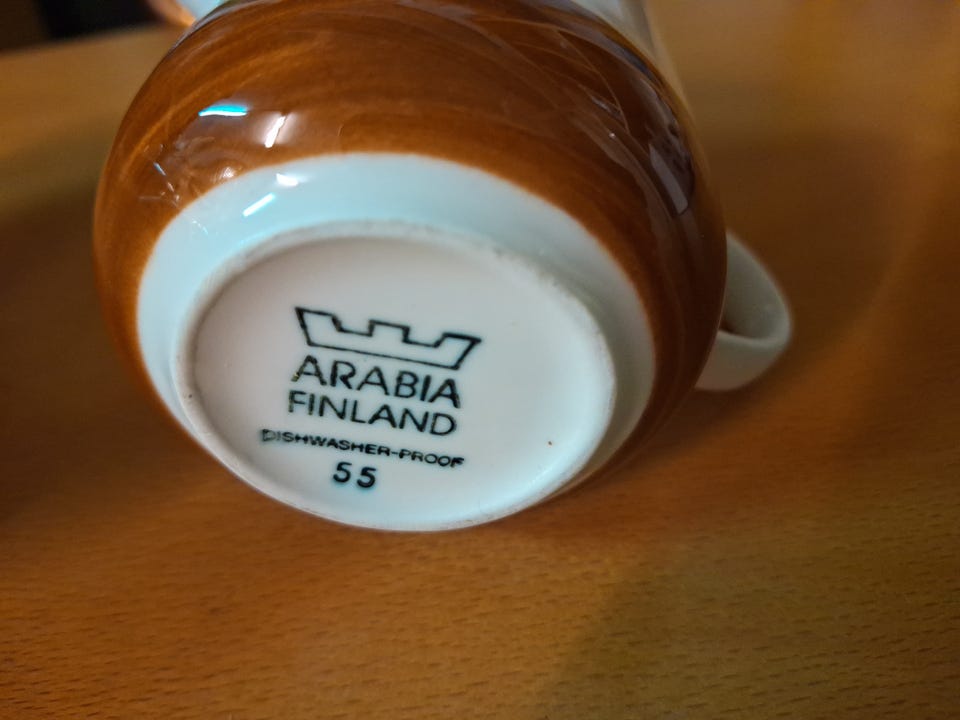 ARABIA
FINLAND
DISHWASHER-PROOF
55